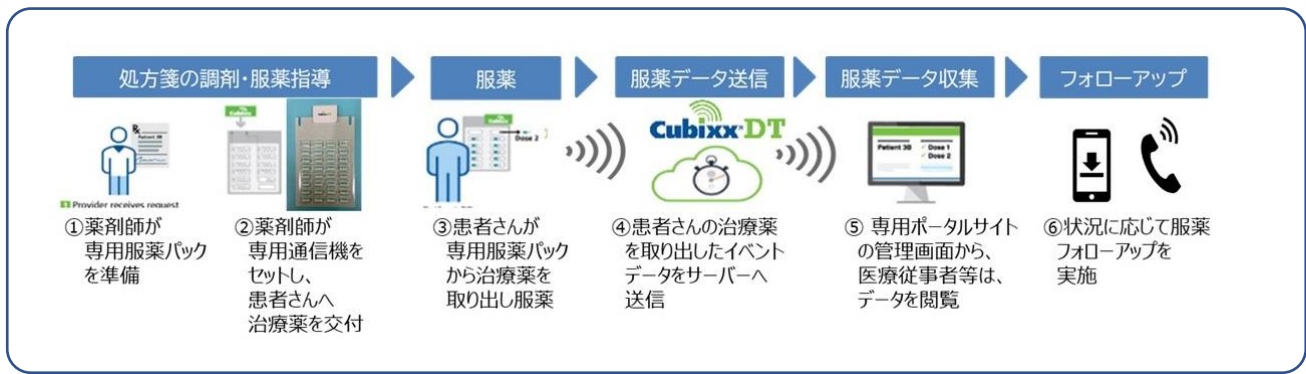 処方箋の調剤・服薬指導
服薬
服薬データ送信
服薬データ収集
フォローアップ
Patient 3D
1 Provider receives request
Cubixx
Cubixx
Dose 2
Cubixx DT
Patient 3D
✓ Dose 1
✓ Dose 2
①薬剤師が
専用服薬パック
を準備
②薬剤師が
専用通信機を
セットし、
患者さんへ
治療薬を交付
③患者さんが
専用服薬パック
から治療薬を
取り出し服薬
④患者さんの治療薬
を取り出したイベント
データをサーバーへ
送信
⑤ 専用ポータルサイト
の管理画面から、
医療従事者等は、
データを閲覧
⑥状況に応じて服薬
フォローアップを
実施